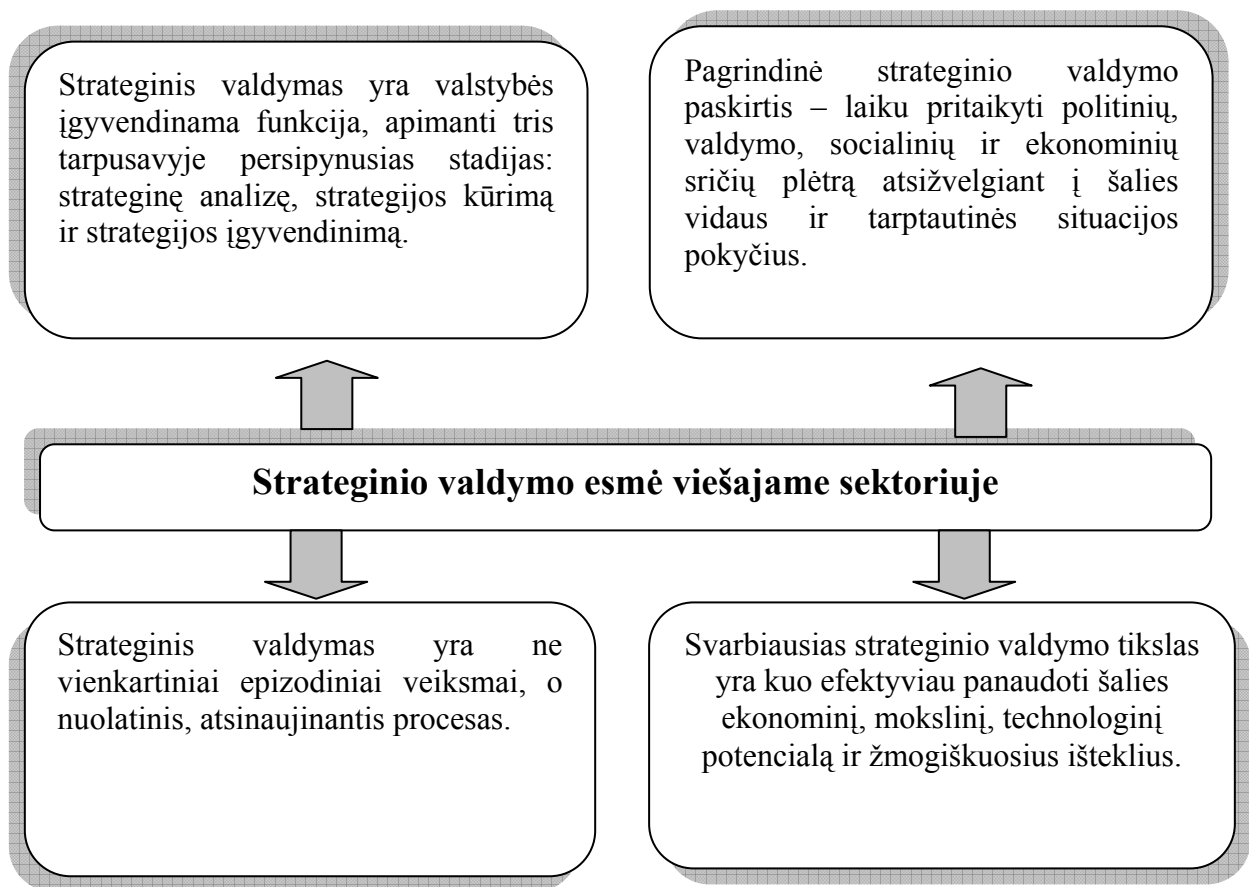 Strateginis valdymas yra valstybės
įgyvendinama funkcija, apimanti tris
tarpusavyje persipynusias stadijas:
strateginę analizę, strategijos kūrimą
ir strategijos įgyvendinimą.
Pagrindinė strateginio valdymo
paskirtis – laiku pritaikyti politinių,
valdymo, socialinių ir ekonominių
sričių plėtrą atsižvelgiant į šalies
vidaus ir tarptautinės situacijos
pokyčius.
Strateginio valdymo esmė viešajame sektoriuje
Strateginis valdymas yra ne
vienkartiniai epizodiniai veiksmai, o
nuolatinis, atsinaujinantis procesas.
Svarbiausias strateginio valdymo tikslas
yra kuo efektyviau panaudoti šalies
ekonominį, mokslinį, technologinį
potencialą ir žmogiškuosius išteklius.